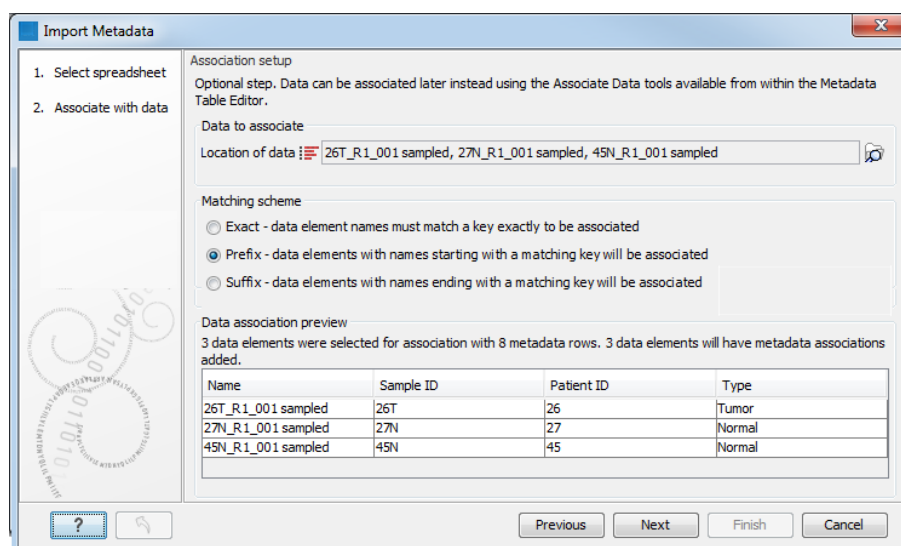 Import Metadata
1. Select spreadsheet
2. Associate with data
Association setup
Optional step. Data can be associated later instead using the Associate Data tools available from within the Metadata
Table Editor.
Data to associate
Location of data 26T_R1_001 sampled, 27N_R1_001 sampled, 45N_R1_001 sampled
Matching scheme
Exact - data element names must match a key exactly to be associated
Prefix - data elements with names starting with a matching key will be associated
Suffix - data elements with names ending with a matching key will be associated
Data association preview
3 data elements were selected for association with 8 metadata rows. 3 data elements will have metadata associations
added.
Name Sample ID Patient ID Type
26T_R1_001 sampled 26T 26 Tumor
27N_R1_001 sampled 27N 27 Normal
45N_R1_001 sampled 45N 45 Normal
? Previous Next Finish Cancel